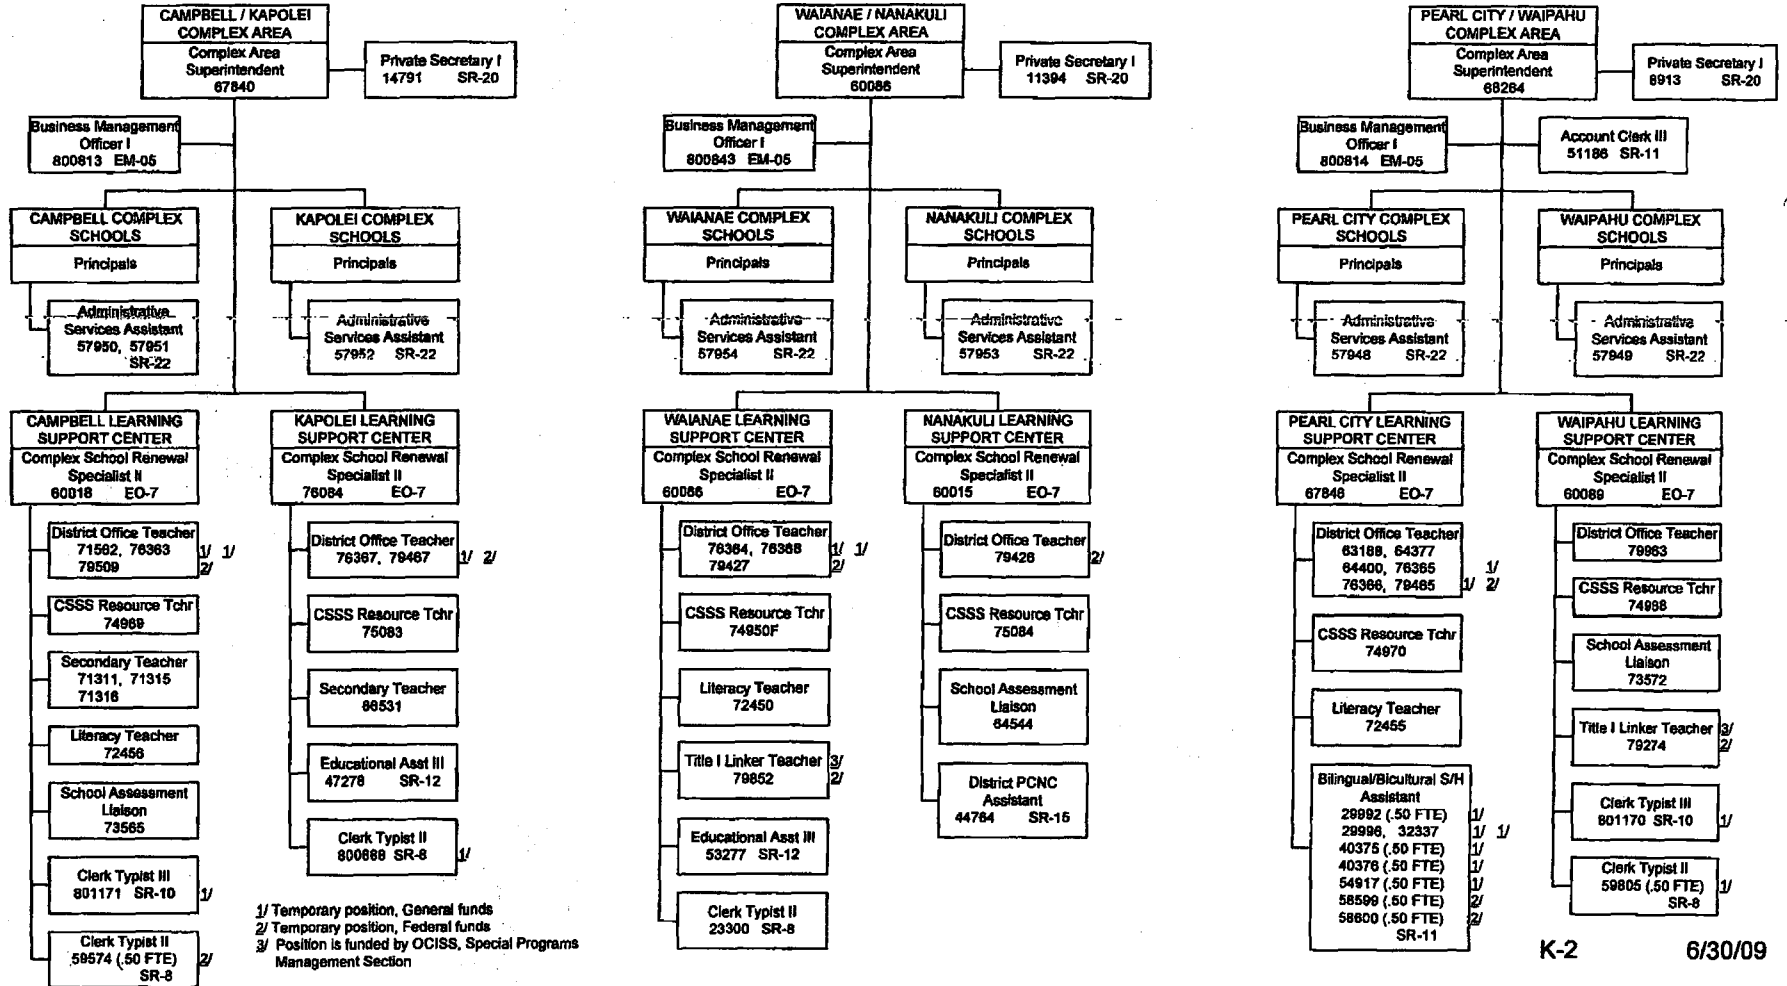 CAMPBELL / KAPOLEI
COMPLEX AREA
Complex Area
Superintendent
67840
Private Secretary I
14791 SR-20
Business Management
Officer I
800813 EM-05
CAMPBELL COMPLEX
SCHOOLS
Principals
Administrative
Services Assistant
57950, 57951
SR-22
KAPOLEI COMPLEX
SCHOOLS
Principals
Administrative
Services Assistant
57952 SR-22
CAMPBELL LEARNING
SUPPORT CENTER
Complex School Renewal
Specialist II
60018 EO-7
District Office Teacher
71562, 76363 1/ 1/
79509 2/
CSSS Resource Tchr
74969
Secondary Teacher
71311, 71315
71316
Literacy Teacher
72456
School Assessment
Liaison
73565
Clerk Typist III
801171 SR-10 1/
Clerk Typist II
59574 (.50 FTE) 2/
SR-8
KAPOLEI LEARNING
SUPPORT CENTER
Complex School Renewal
Specialist II
76084 EO-7
District Office Teacher
76367, 79467 1/ 2/
CSSS Resource Tchr
75083
Secondary Teacher
66531
Educational Asst III
47278 SR-12
Clerk Typist II
800668 SR-8 1/
1/ Temporary position, General funds
2/ Temporary position, Federal funds
3/ Position is funded by OCISS, Special Programs
Management Section
WAIANAE / NANAKULI
COMPLEX AREA
Complex Area
Superintendent
60086
Private Secretary I
11394 SR-20
Business Management
Officer I
800843 EM-05
WAIANAE COMPLEX
SCHOOLS
Principals
Administrative
Services Assistant
57954 SR-22
NANAKULI COMPLEX
SCHOOLS
Principals
Administrative
Services Assistant
57953 SR-22
WAIANAE LEARNING
SUPPORT CENTER
Complex School Renewal
Specialist II
60066 EO-7
District Office Teacher
76364, 76368 1/ 1/
79427 2/
CSSS Resource Tchr
74950F
Literacy Teacher
72450
Title I Linker Teacher 3/
79852 2/
Educational Asst III
53277 SR-12
Clerk Typist II
23300 SR-8
NANAKULI LEARNING
SUPPORT CENTER
Complex School Renewal
Specialist II
60015 EO-7
District Office Teacher
79426 2/
CSSS Resource Tchr
75084
School Assessment
Liaison
64544
District PCNC
Assistant
44764 SR-15
PEARL CITY / WAIPAHU
COMPLEX AREA
Complex Area
Superintendent
68264
Private Secretary I
8913 SR-20
Business Management
Officer I
800814 EM-05
Account Clerk III
51186 SR-11
PEARL CITY COMPLEX
SCHOOLS
Principals
Administrative
Services Assistant
57948 SR-22
WAIPAHU COMPLEX
SCHOOLS
Principals
Administrative
Services Assistant
57949 SR-22
PEARL CITY LEARNING
SUPPORT CENTER
Complex School Renewal
Specialist II
67848 EO-7
District Office Teacher
63188, 64377
64400, 76365 1/
76366, 79465 1/ 2/
CSSS Resource Tchr
74970
Literacy Teacher
72455
Bilingual/Bicultural S/H
Assistant
29992 (.50 FTE) 1/
29996, 32337 1/ 1/
40375 (.50 FTE) 1/
40376 (.50 FTE) 1/
54917 (.50 FTE) 1/
58599 (.50 FTE) 2/
58600 (.50 FTE) 2/
SR-11
WAIPAHU LEARNING
SUPPORT CENTER
Complex School Renewal
Specialist II
60089 EO-7
District Office Teacher
79963
CSSS Resource Tchr
74988
School Assessment
Liaison
73572
Title I Linker Teacher 3/
79274 2/
Clerk Typist III
801170 SR-10 1/
Clerk Typist II
59805 (.50 FTE) 1/
SR-8
K-2 6/30/09